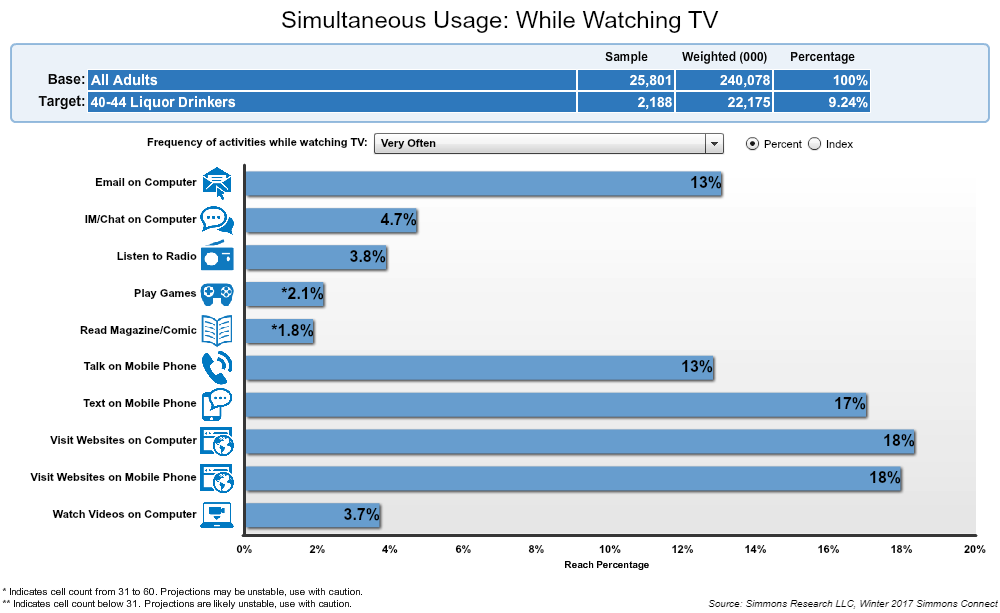 Simultaneous Usage: While Watching TV
Sample Weighted (000) Percentage
Base: All Adults 25,801 240,078 100%
Target: 40-44 Liquor Drinkers 2,188 22,175 9.24%
Frequency of activities while watching TV: Very Often Percent Index
Email on Computer 13%
IM/Chat on Computer 4.7%
Listen to Radio 3.8%
Play Games *2.1%
Read Magazine/Comic *1.8%
Talk on Mobile Phone 13%
Text on Mobile Phone 17%
Visit Websites on Computer 18%
Visit Websites on Mobile Phone 18%
Watch Videos on Computer 3.7%
0% 2% 4% 6% 8% 10% 12% 14% 16% 18% 20%
Reach Percentage
* Indicates cell count from 31 to 60. Projections may be unstable, use with caution.
** Indicates cell count below 31. Projections are likely unstable, use with caution.
Source: Simmons Research LLC, Winter 2017 Simmons Connect